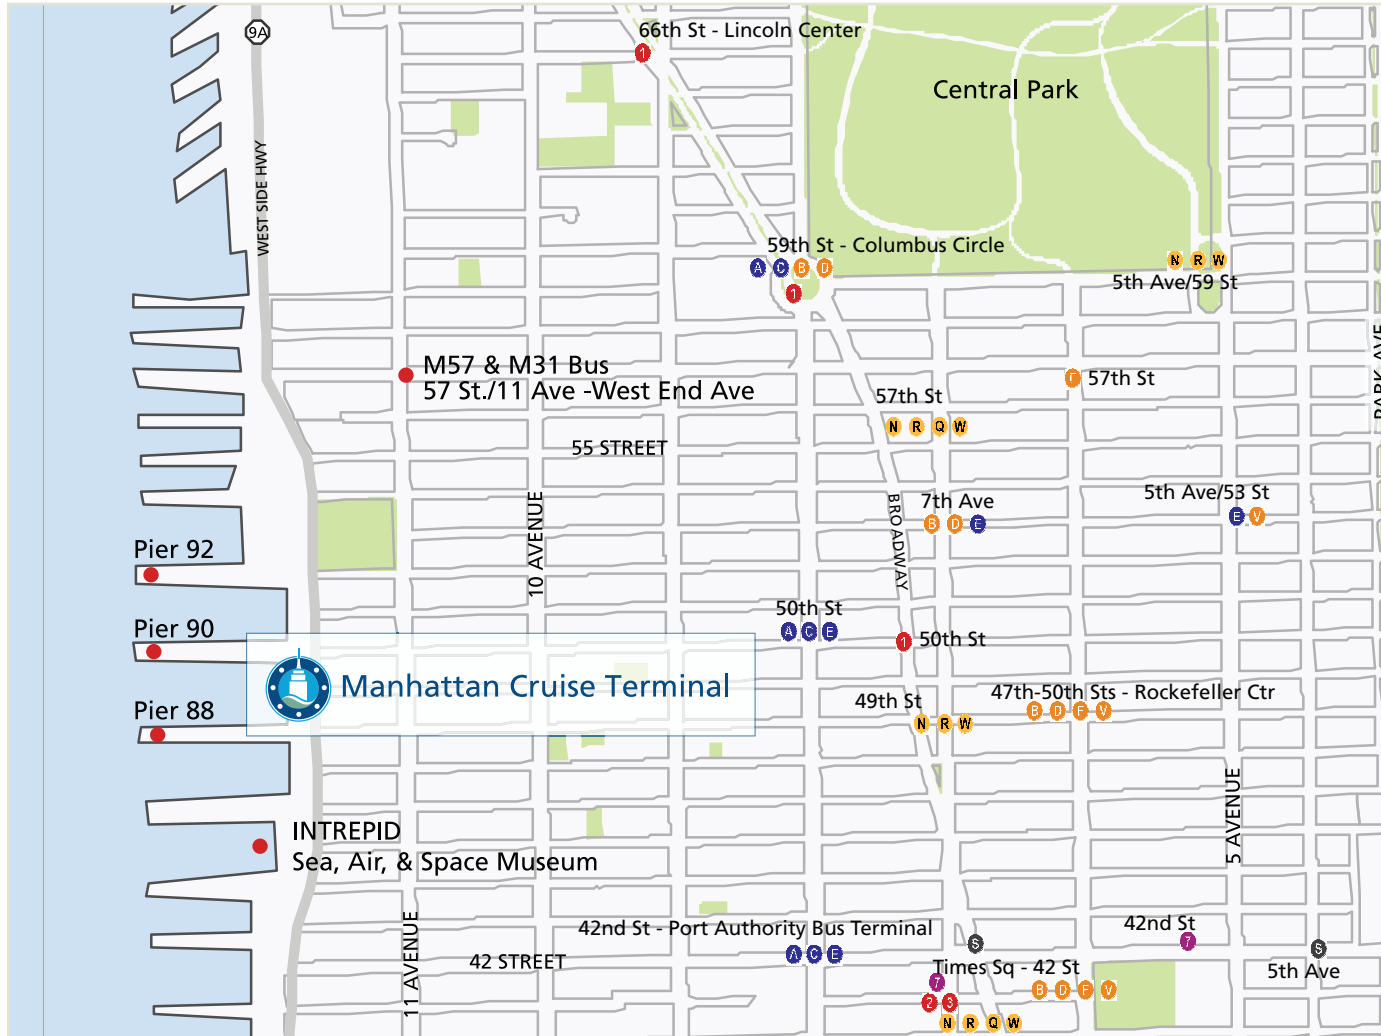 9A
66th St - Lincoln Center
1
Central Park
WEST SIDE HWY
59th St - Columbus Circle
A C B D
1
N R W
5th Ave/59 St
M57 & M31 Bus
57 St./11 Ave -West End Ave
F 57th St
PARK AVE
57th St
N R Q W
55 STREET
10 AVENUE
BROADWAY
7th Ave
B D E
5th Ave/53 St
E V
Pier 92
50th St
A C E
Pier 90
1 50th St
Manhattan Cruise Terminal
Pier 88
49th St
N R W
47th-50th Sts - Rockefeller Ctr
B D F V
5 AVENUE
INTREPID
Sea, Air, & Space Museum
11 AVENUE
42nd St - Port Authority Bus Terminal
A C E
42 STREET
S
Times Sq - 42 St
7
2 3
N R Q W
B D F V
42nd St
7
S
5th Ave